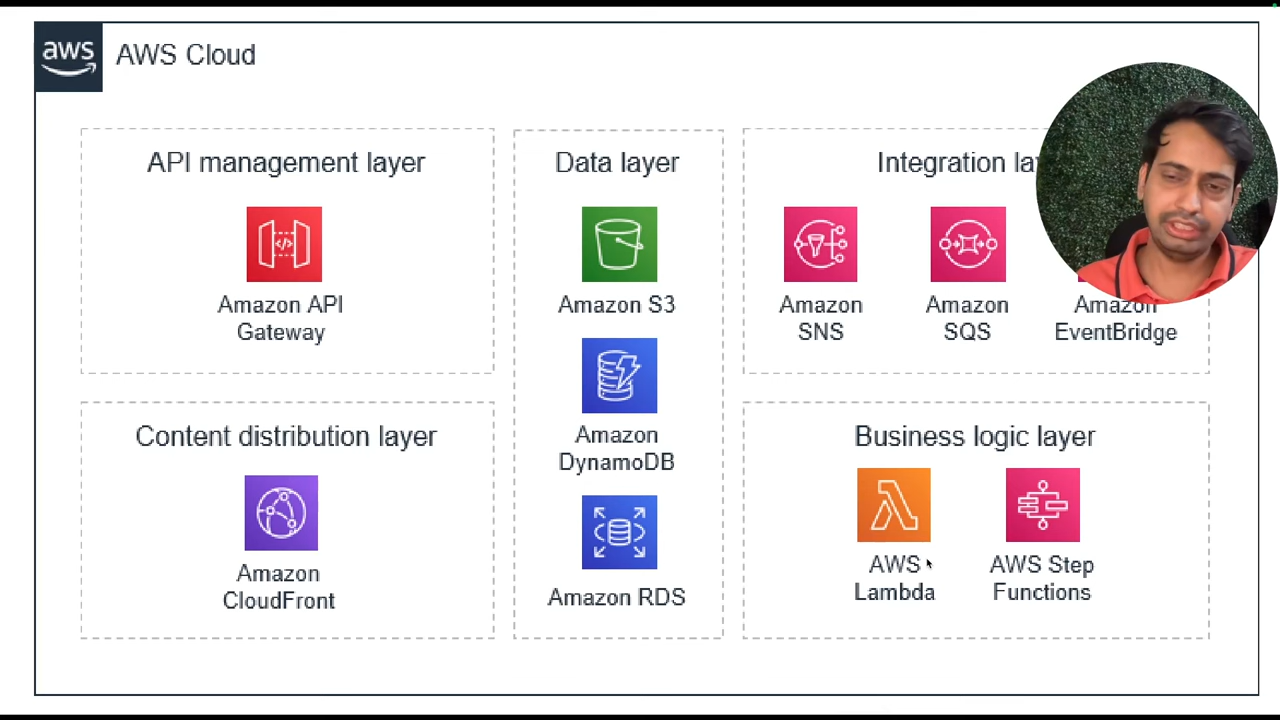 aws
AWS Cloud
API management layer
Amazon API
Gateway
Data layer
Amazon S3
Amazon
DynamoDB
Amazon RDS
Integration
Amazon
SNS
Amazon
SQS
Amazon
EventBridge
Content distribution layer
Amazon
CloudFront
Business logic layer
AWS
Lambda
AWS Step
Functions